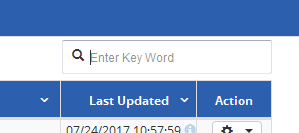 Enter Key Word
Last Updated Action
07/24/2017 10:57:59